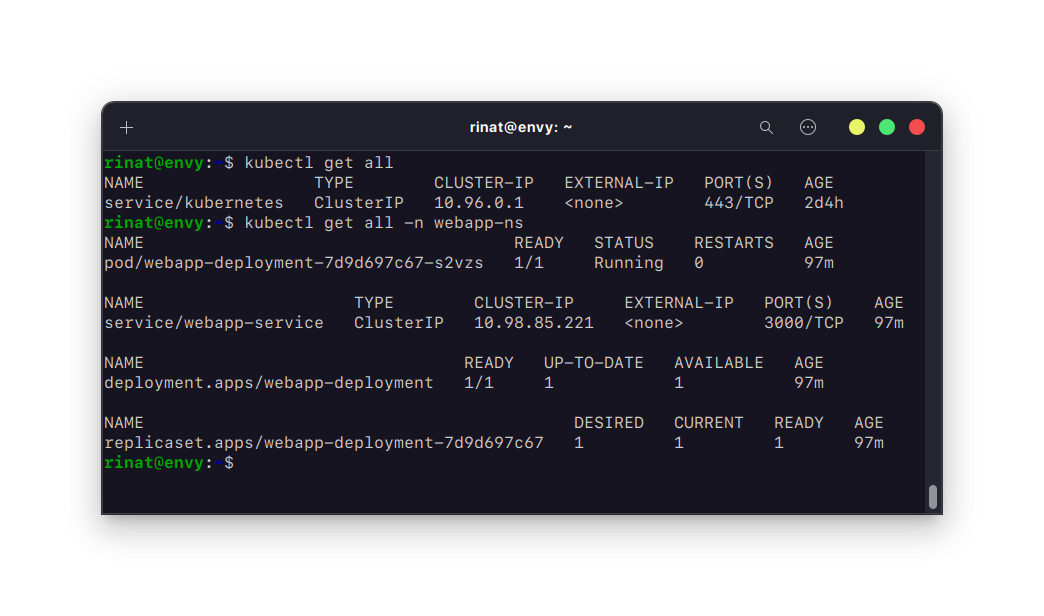 rinat@envy: ~
rinat@envy:~$ kubectl get all
NAME                 TYPE        CLUSTER-IP   EXTERNAL-IP   PORT(S)   AGE
service/kubernetes   ClusterIP   10.96.0.1    <none>        443/TCP   2d4h
rinat@envy:~$ kubectl get all -n webapp-ns
NAME                                     READY   STATUS    RESTARTS   AGE
pod/webapp-deployment-7d9d697c67-s2vzs   1/1     Running   0          97m

NAME                     TYPE        CLUSTER-IP     EXTERNAL-IP   PORT(S)    AGE
service/webapp-service   ClusterIP   10.98.85.221   <none>        3000/TCP   97m

NAME                                READY   UP-TO-DATE   AVAILABLE   AGE
deployment.apps/webapp-deployment   1/1     1            1           97m

NAME                                           DESIRED   CURRENT   READY   AGE
replicaset.apps/webapp-deployment-7d9d697c67   1         1         1       97m
rinat@envy:~$